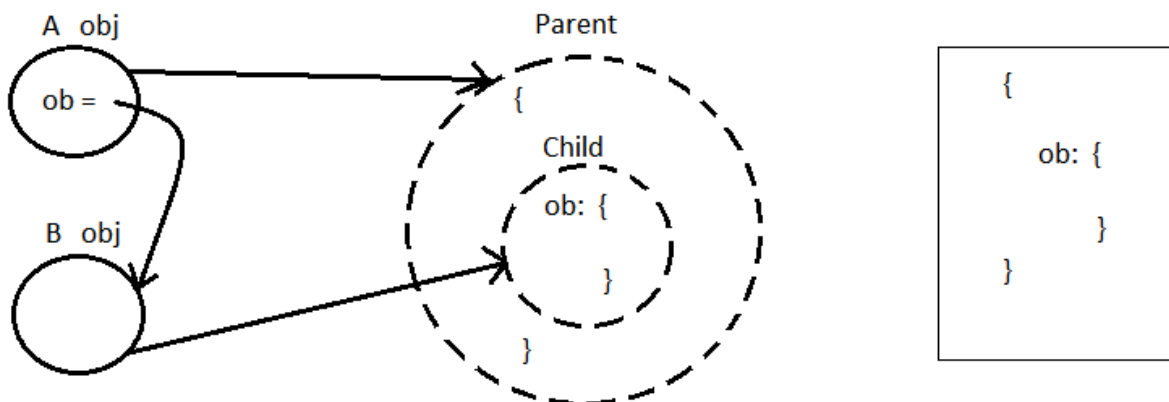 A obj
ob =
B obj
Parent
{
Child
ob: {
}
}
{
ob: {
}
}